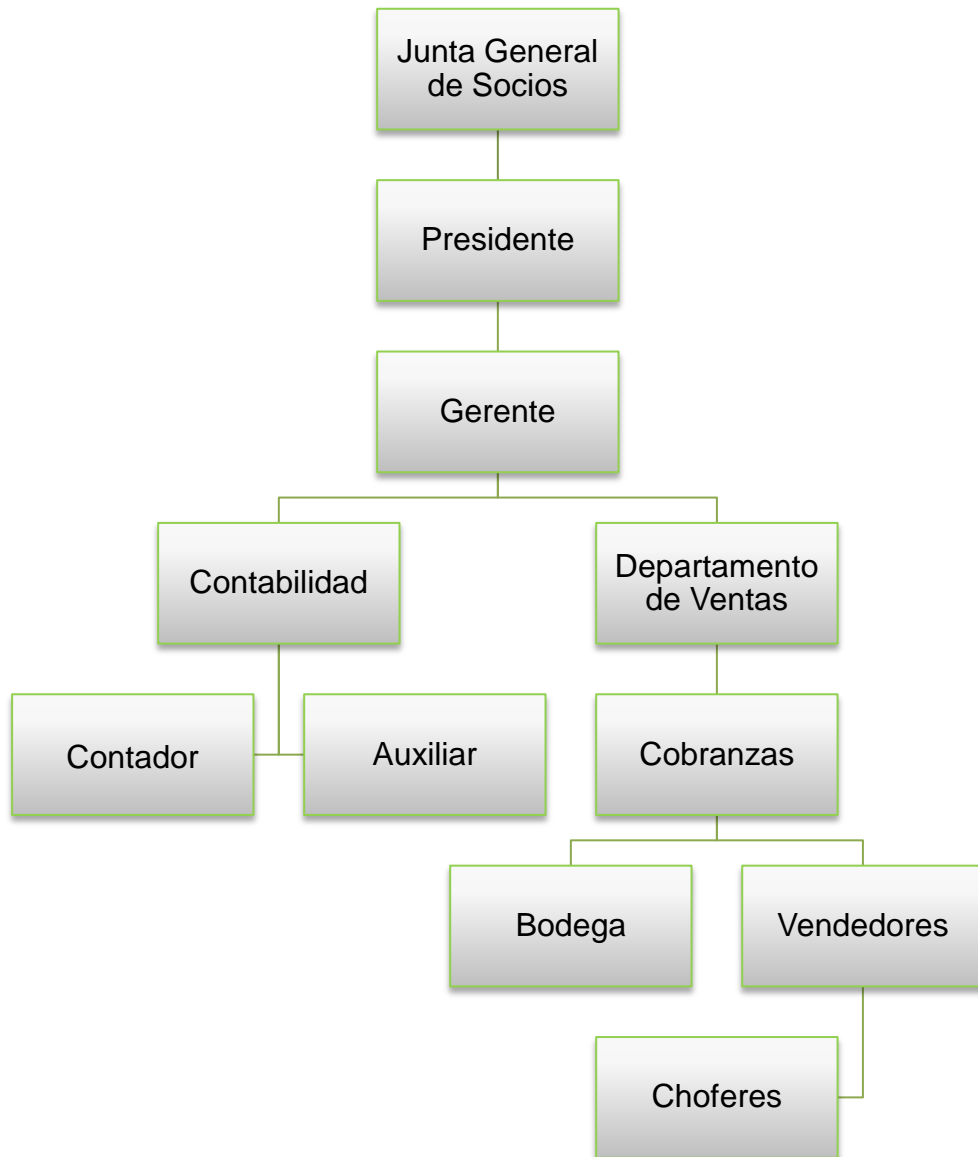 Junta General
de Socios
Presidente
Gerente
Contabilidad
Departamento
de Ventas
Contador
Auxiliar
Cobranzas
Bodega
Vendedores
Choferes